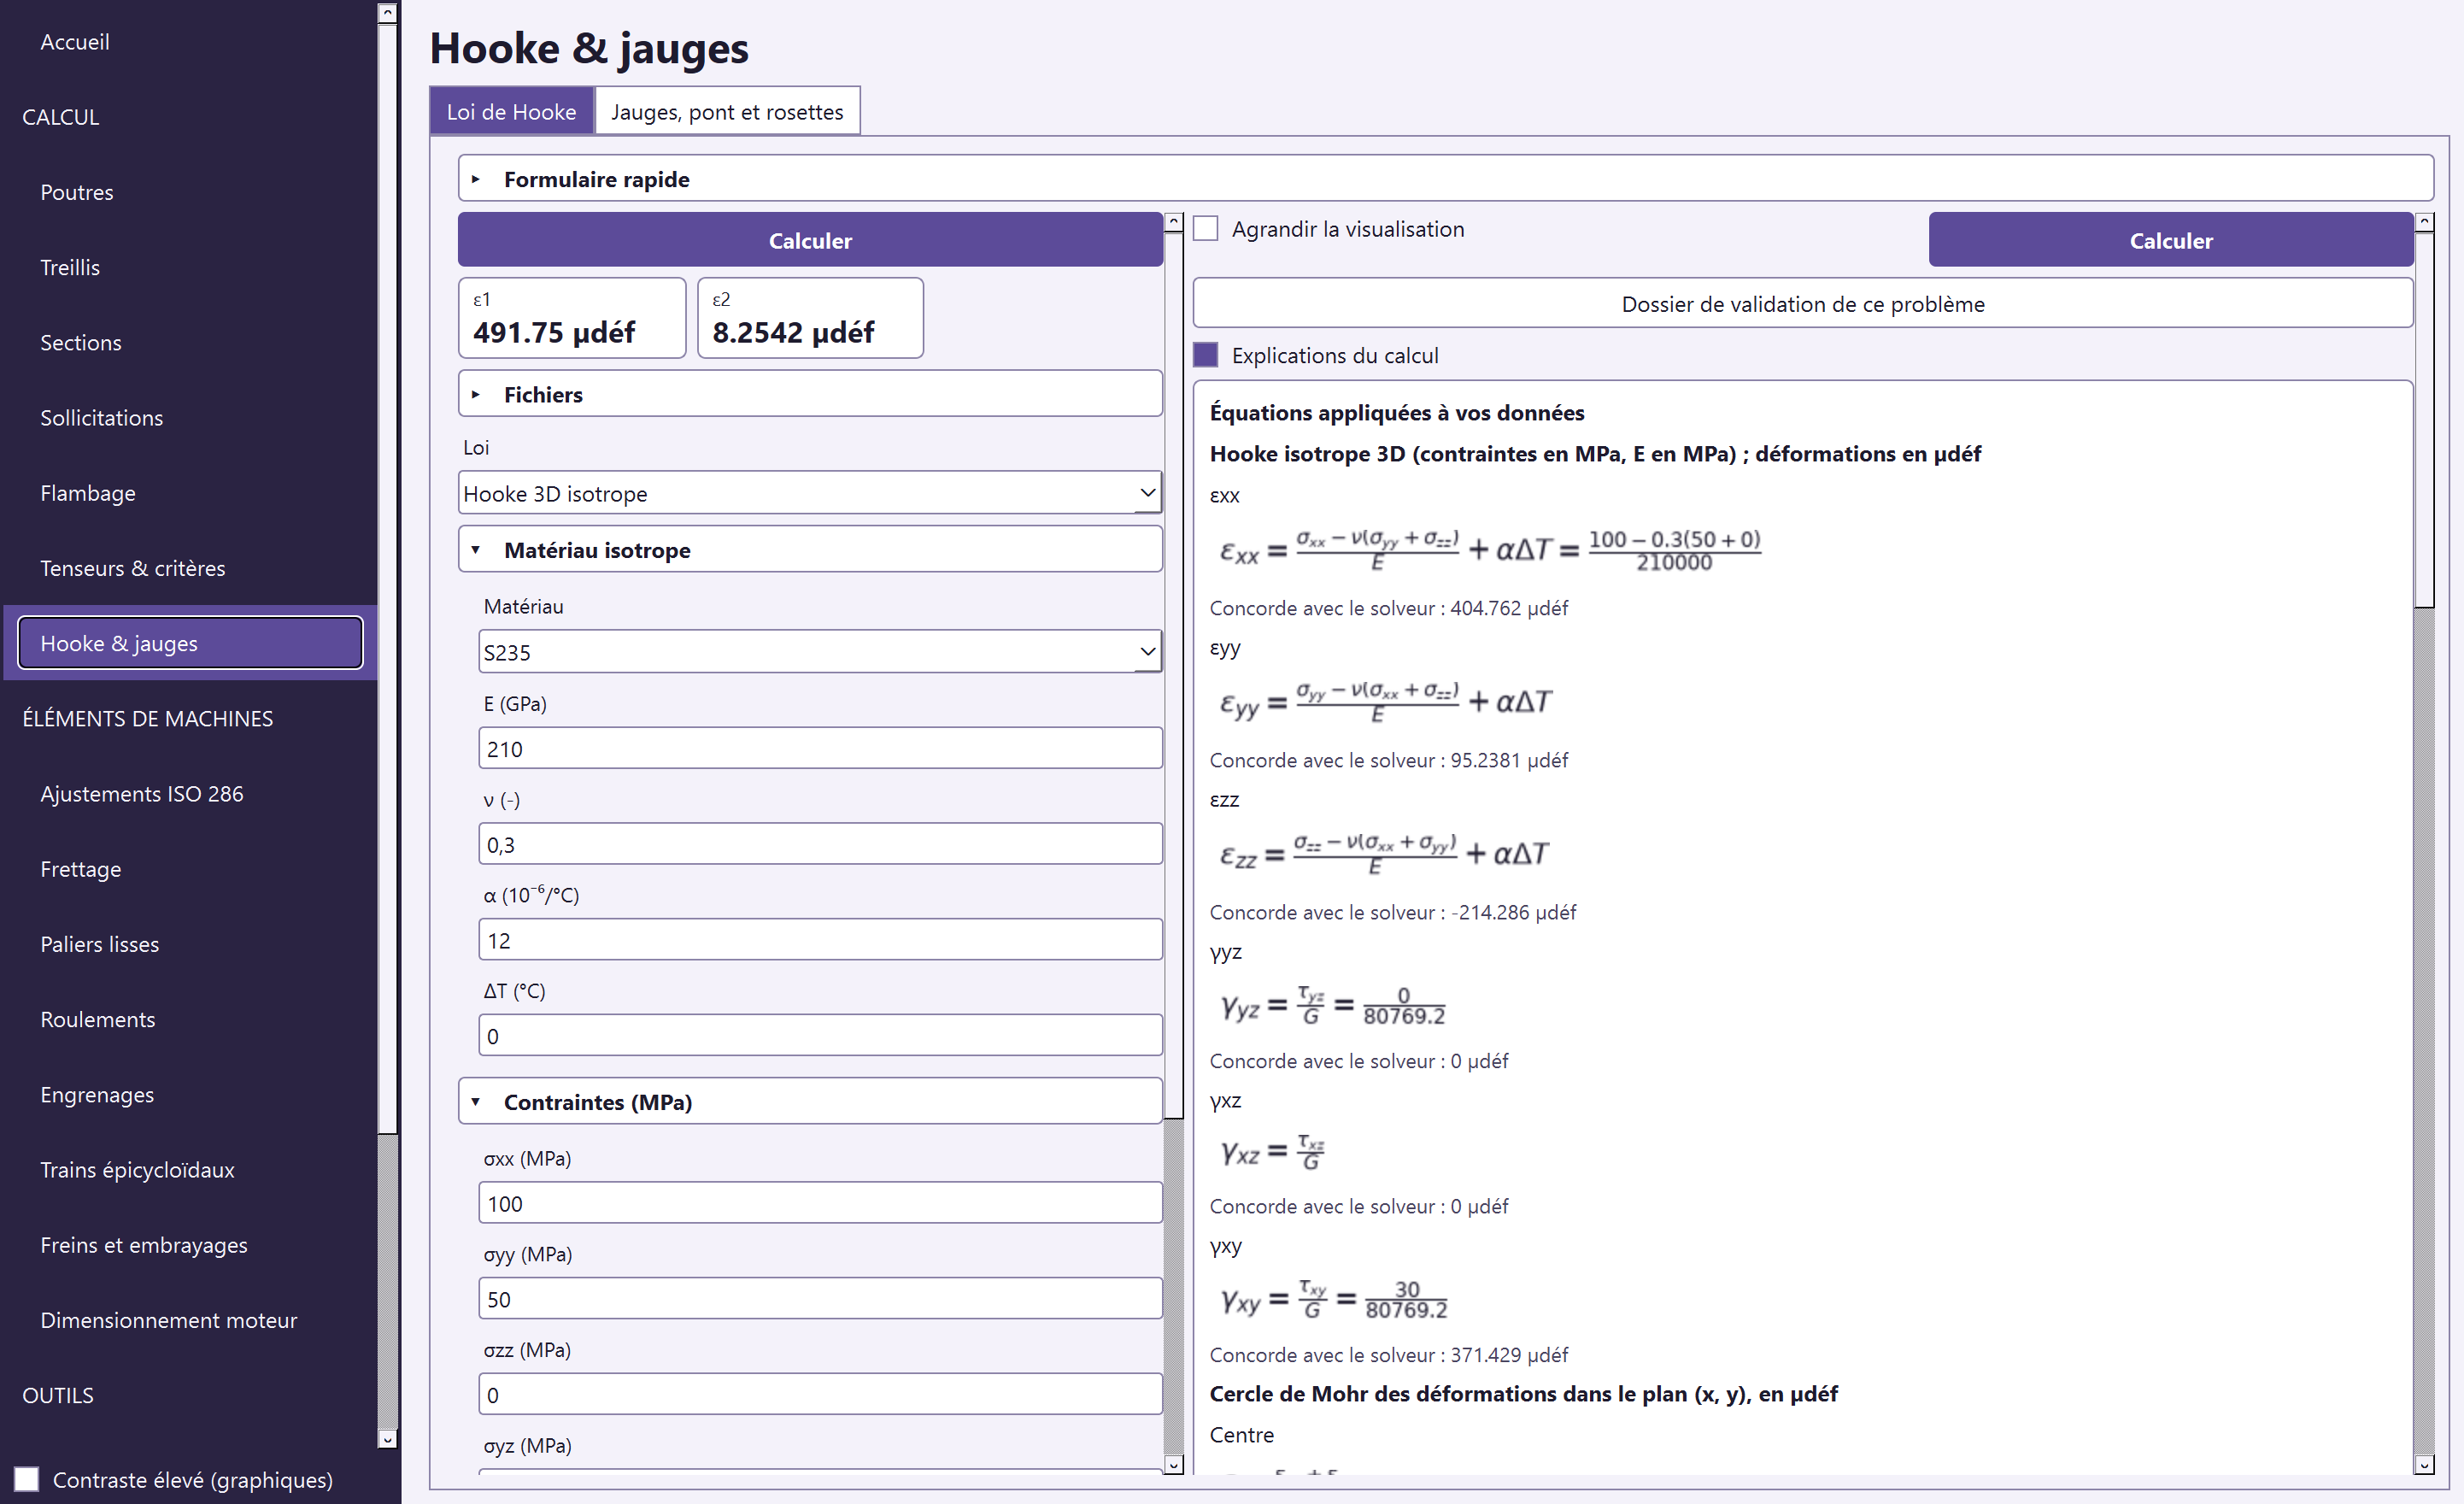 Accueil
CALCUL
Poutres
Treillis
Sections
Sollicitations
Flambage
Tenseurs & critères
Hooke & jauges
ÉLÉMENTS DE MACHINES
Ajustements ISO 286
Frettage
Paliers lisses
Roulements
Engrenages
Trains épicycloïdaux
Freins et embrayages
Dimensionnement moteur
OUTILS
Contraste élevé (graphiques)
Hooke & jauges
Loi de Hooke
Jauges, pont et rosettes
Formulaire rapide
Calculer
ε1
491.75 µdéf
ε2
8.2542 µdéf
Fichiers
Loi
Hooke 3D isotrope
Matériau isotrope
Matériau
S235
E (GPa)
210
ν (-)
0,3
α (10⁻⁶/°C)
12
ΔT (°C)
0
Contraintes (MPa)
σxx (MPa)
100
σyy (MPa)
50
σzz (MPa)
0
σyz (MPa)
Agrandir la visualisation
Calculer
Dossier de validation de ce problème
Explications du calcul
Équations appliquées à vos données
Hooke isotrope 3D (contraintes en MPa, E en MPa) ; déformations en µdéf
εxx
εxx = (σxx − ν(σyy + σzz))/E + αΔT = (100 − 0.3(50 + 0))/210000
Concorde avec le solveur : 404.762 µdéf
εyy
εyy = (σyy − ν(σxx + σzz))/E + αΔT
Concorde avec le solveur : 95.2381 µdéf
εzz
εzz = (σzz − ν(σxx + σyy))/E + αΔT
Concorde avec le solveur : -214.286 µdéf
γyz
γyz = τyz/G = 0/80769.2
Concorde avec le solveur : 0 µdéf
γxz
γxz = τxz/G
Concorde avec le solveur : 0 µdéf
γxy
γxy = τxy/G = 30/80769.2
Concorde avec le solveur : 371.429 µdéf
Cercle de Mohr des déformations dans le plan (x, y), en µdéf
Centre